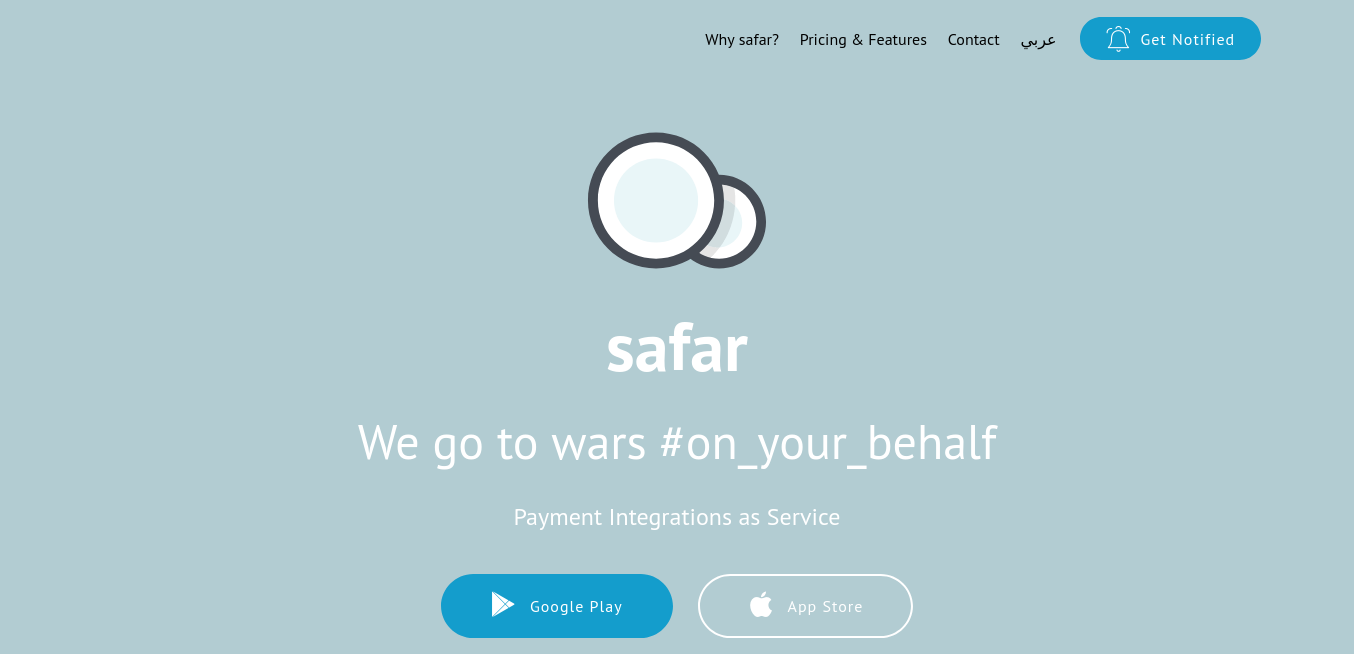 Why safar? Pricing & Features Contact عربي Get Notified
safar
We go to wars #on_your_behalf
Payment Integrations as Service
Google Play App Store